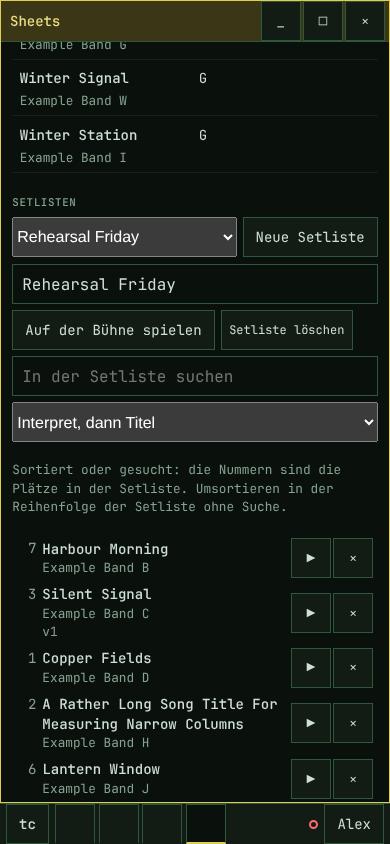 Sheets
Example Band G
Winter Signal G
Example Band W
Winter Station G
Example Band I
SETLISTEN
Rehearsal Friday Neue Setliste
Rehearsal Friday
Auf der Bühne spielen Setliste löschen
In der Setliste suchen
Interpret, dann Titel
Sortiert oder gesucht: die Nummern sind die
Plätze in der Setliste. Umsortieren in der
Reihenfolge der Setliste ohne Suche.
7 Harbour Morning
Example Band B
3 Silent Signal
Example Band C
v1
1 Copper Fields
Example Band D
2 A Rather Long Song Title For
Measuring Narrow Columns
Example Band H
6 Lantern Window
Example Band J
tc Alex